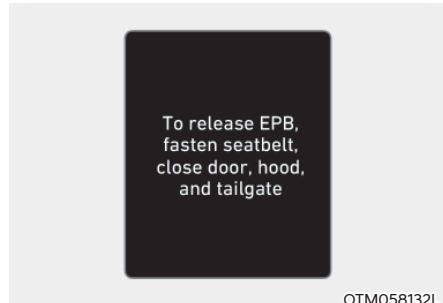 To release EPB,
fasten seatbelt,
close door, hood,
and tailgate
OTM058132L